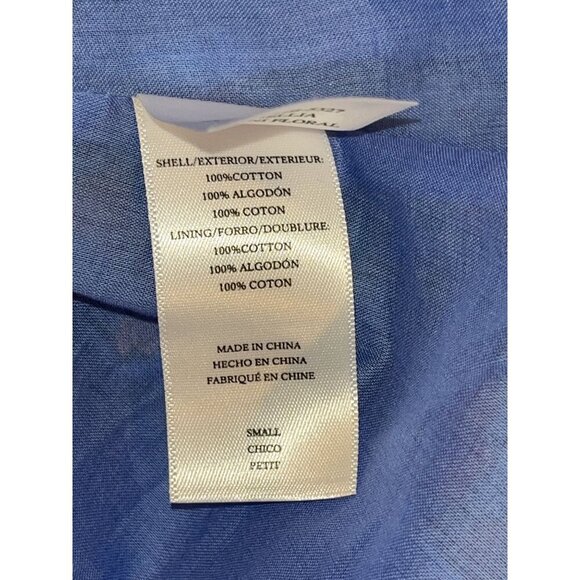 FLORAL
SHELL/EXTERIOR/EXTERIEUR:
100%COTTON
100% ALGODÓN
100% COTON
LINING/FORRO/DOUBLURE:
100%COTTON
100% ALGODÓN
100% COTON
MADE IN CHINA
HECHO EN CHINA
FABRIQUÉ EN CHINE
SMALL
CHICO
PETIT